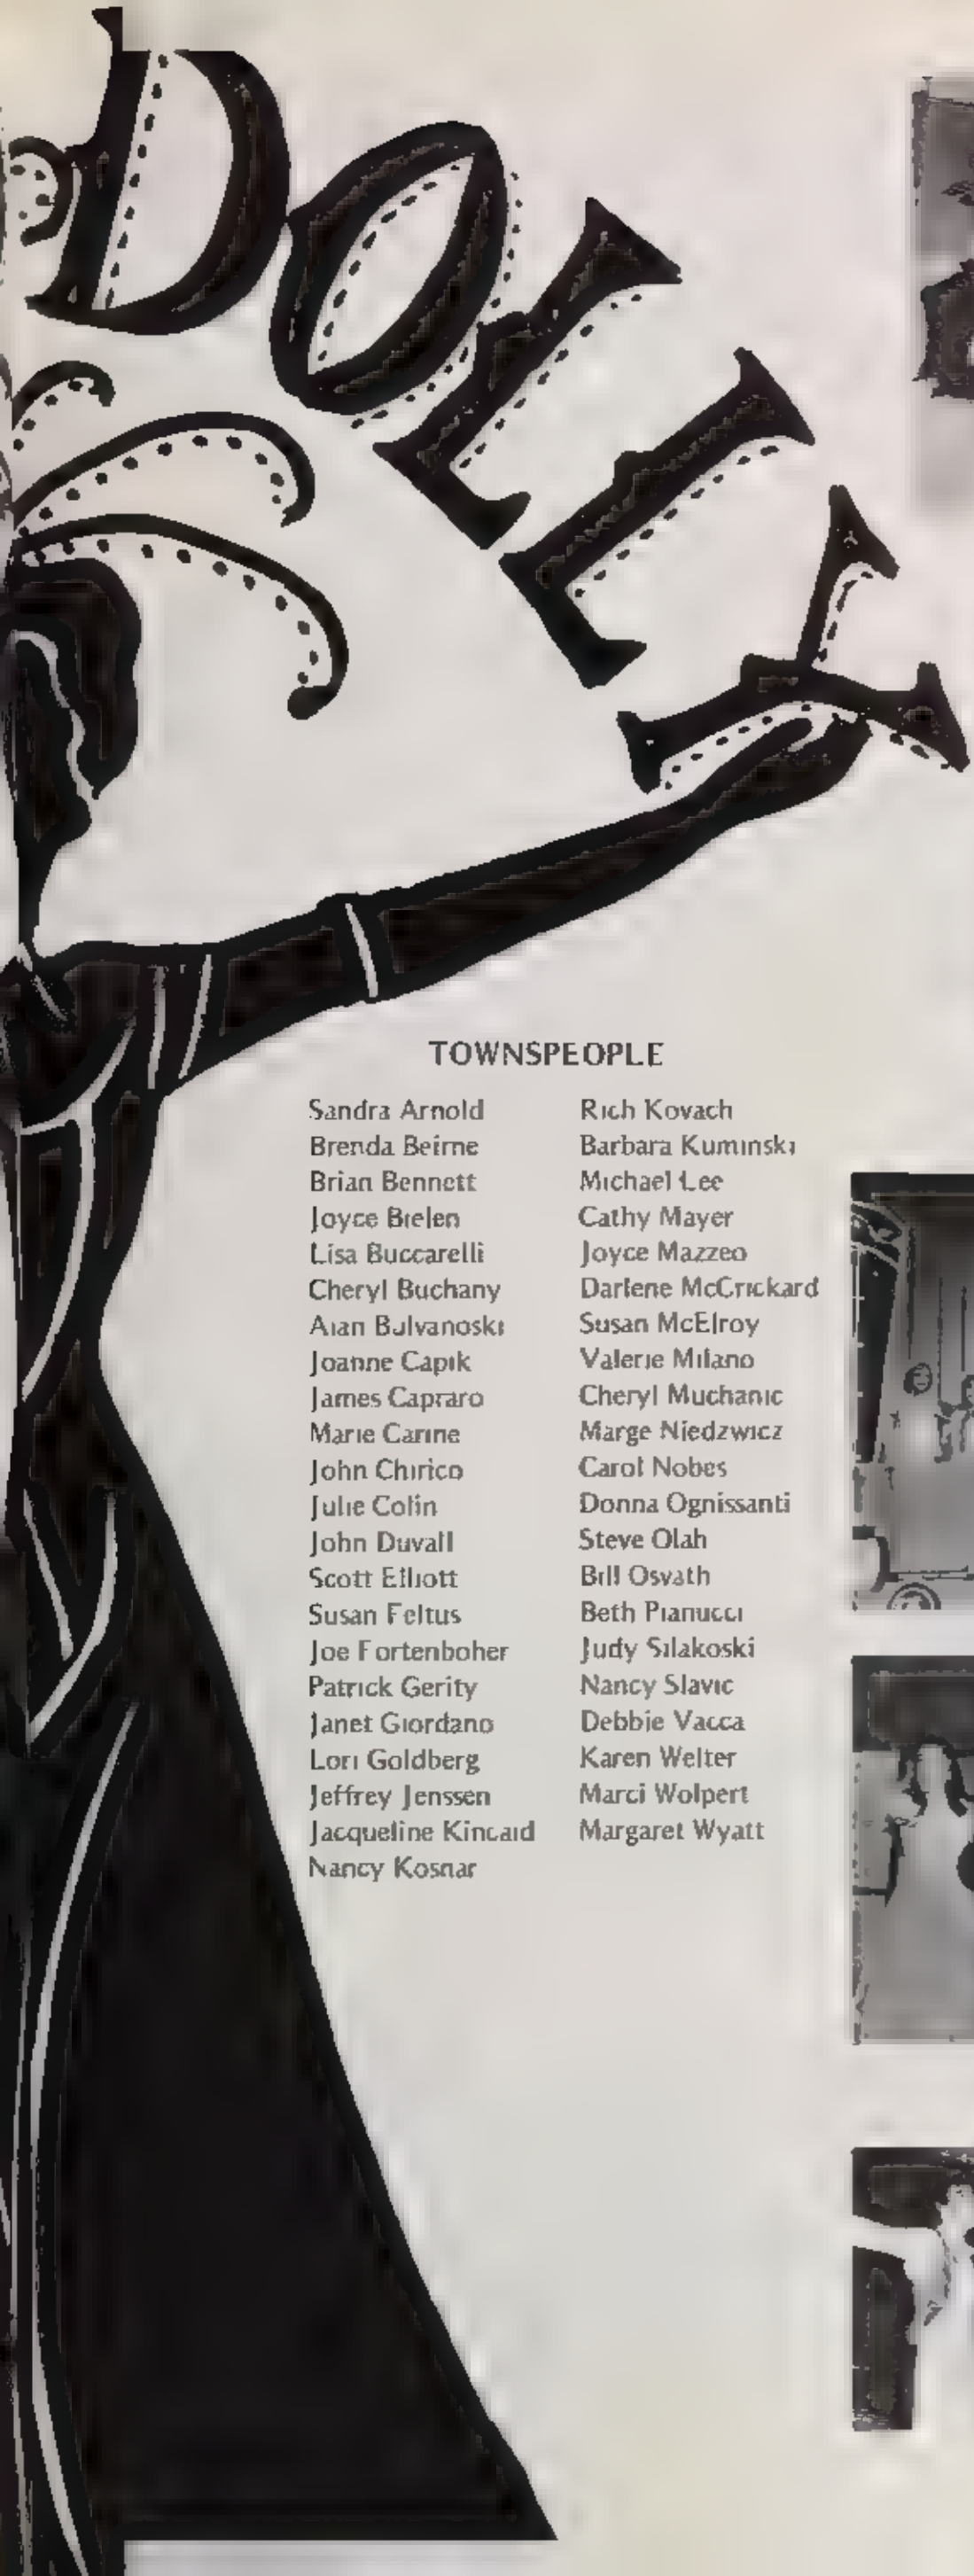 DOLLY
TOWNSPEOPLE
Sandra Arnold
Brenda Beirne
Brian Bennett
Joyce Bielen
Lisa Buccarelli
Cheryl Buchany
Alan Bulvanoski
Joanne Capik
James Capraro
Marie Carine
John Chirico
Julie Colin
John Duvall
Scott Elliott
Susan Feltus
Joe Fortenboher
Patrick Gerity
Janet Giordano
Lori Goldberg
Jeffrey Jenssen
Jacqueline Kincaid
Nancy Kosnar
Rich Kovach
Barbara Kuminski
Michael Lee
Cathy Mayer
Joyce Mazzeo
Darlene McCrickard
Susan McElroy
Valerie Milano
Cheryl Muchanic
Marge Niedzwicz
Carol Nobes
Donna Ognissanti
Steve Olah
Bill Osvath
Beth Pianucci
Judy Silakoski
Nancy Slavic
Debbie Vacca
Karen Welter
Marci Wolpert
Margaret Wyatt